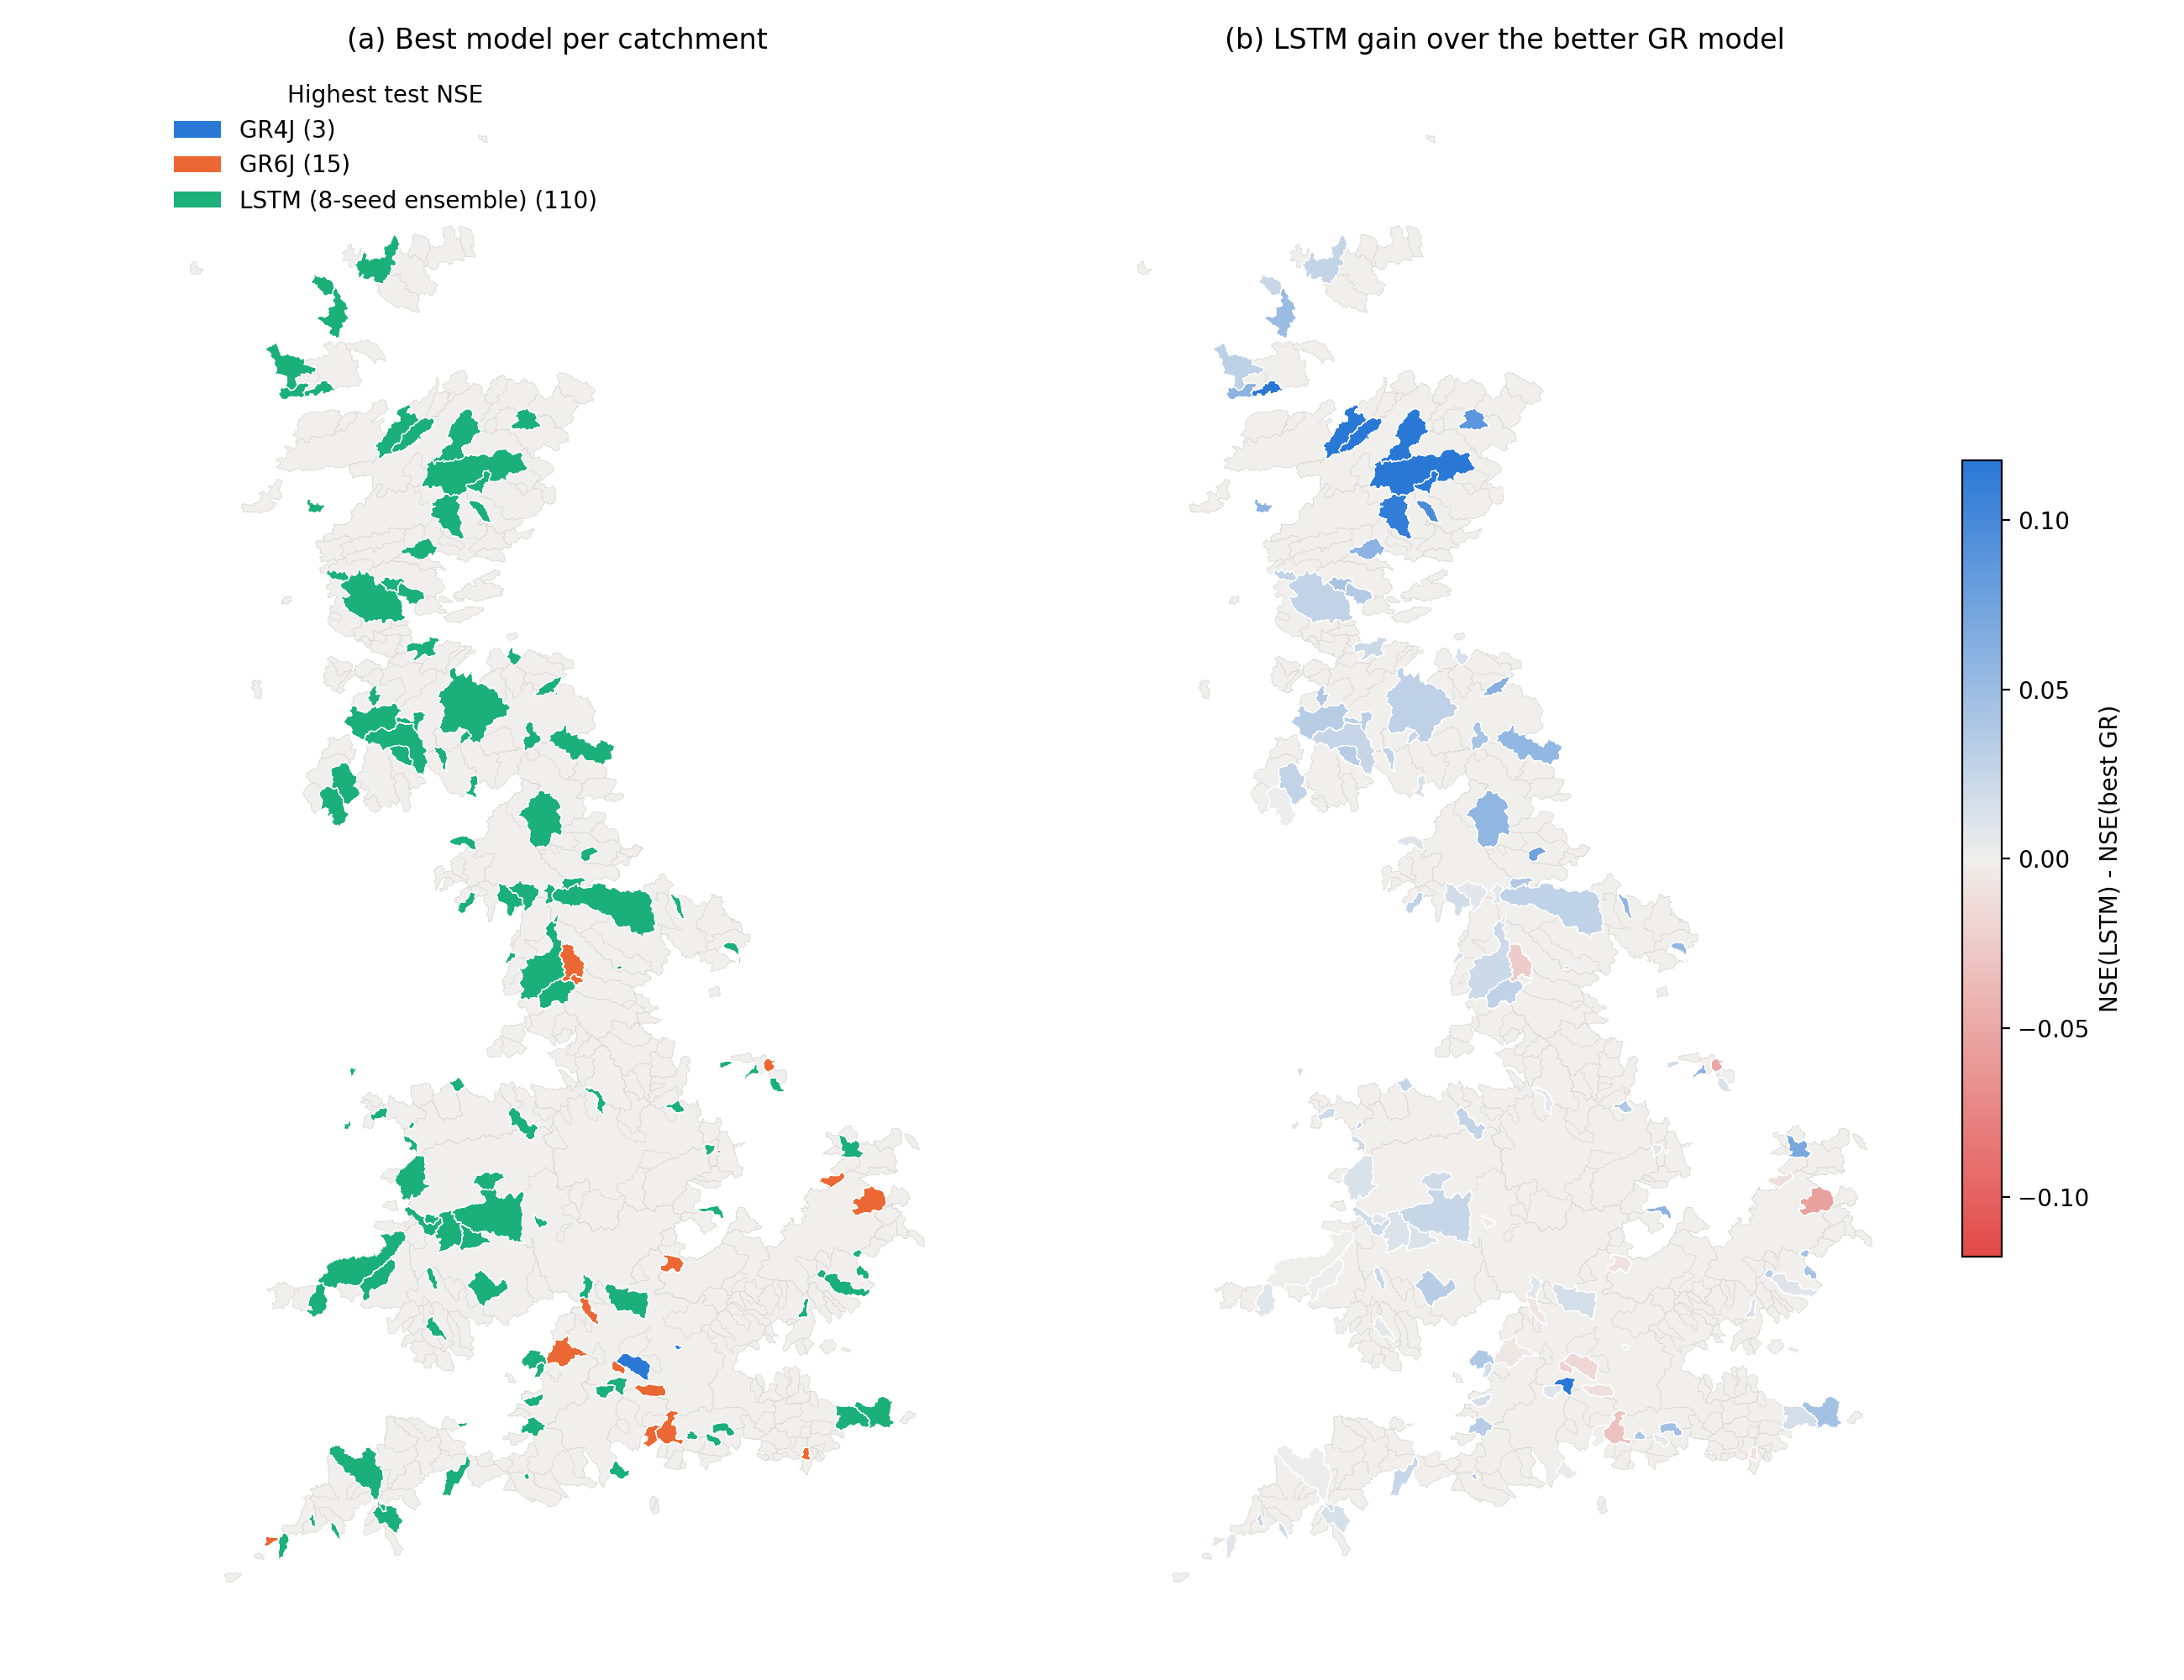 (a) Best model per catchment
Highest test NSE
GR4J (3)
GR6J (15)
LSTM (8-seed ensemble) (110)
(b) LSTM gain over the better GR model
0.10
0.05
0.00
−0.05
−0.10
NSE(LSTM) - NSE(best GR)